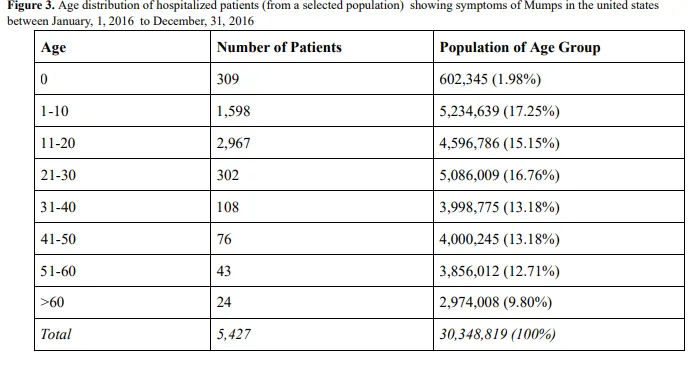 Figure 3. Age distribution of hospitalized patients (from a selected population)  showing symptoms of Mumps in the united states
between January, 1, 2016  to December, 31, 2016
Age Number of Patients Population of Age Group
0 309 602,345 (1.98%)
1-10 1,598 5,234,639 (17.25%)
11-20 2,967 4,596,786 (15.15%)
21-30 302 5,086,009 (16.76%)
31-40 108 3,998,775 (13.18%)
41-50 76 4,000,245 (13.18%)
51-60 43 3,856,012 (12.71%)
>60 24 2,974,008 (9.80%)
Total 5,427 30,348,819 (100%)